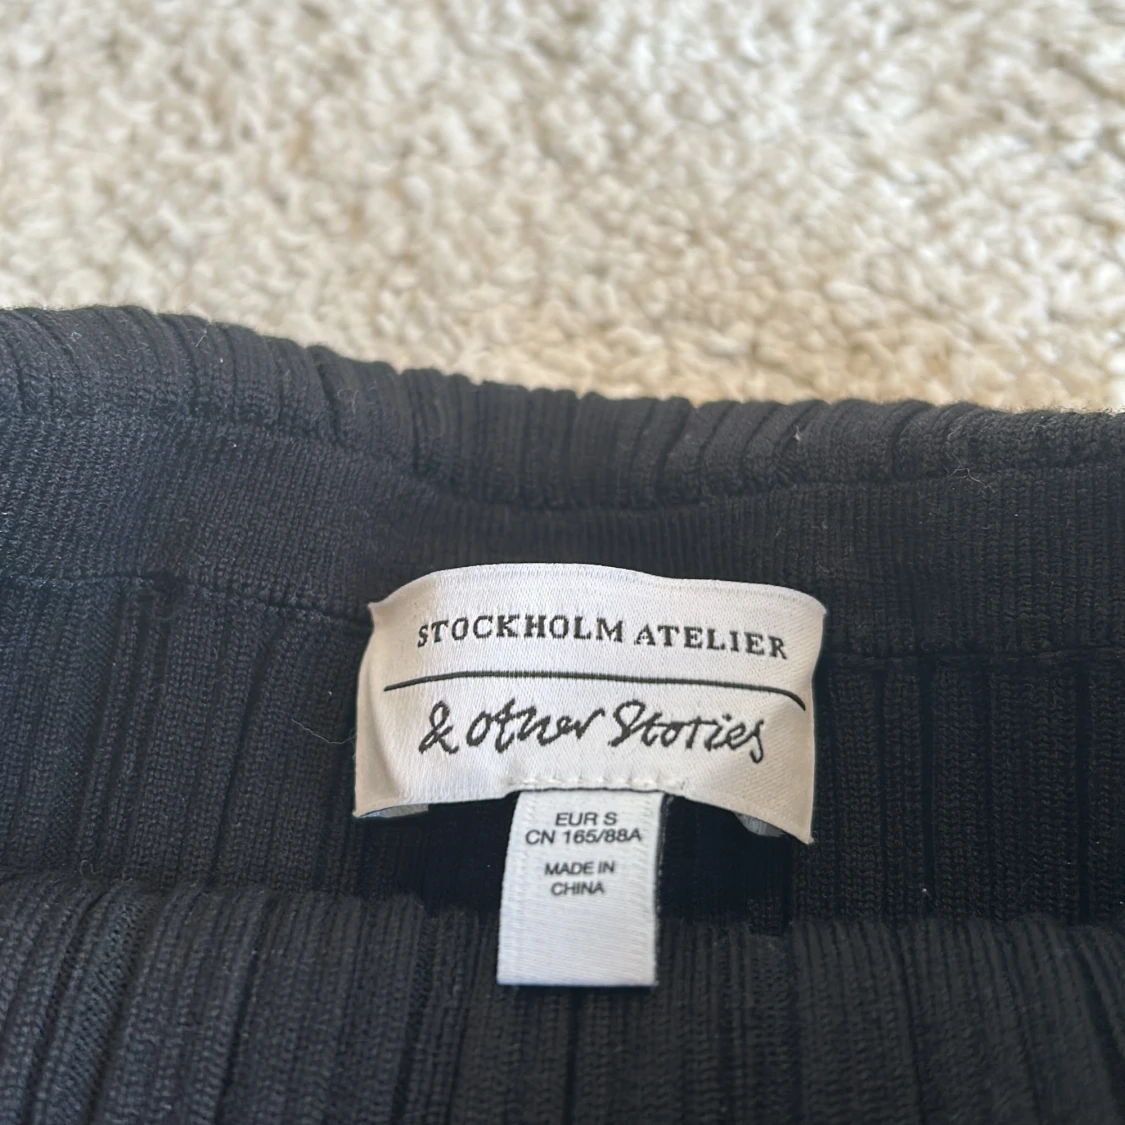 STOCKHOLM ATELIER
& other Stories
EUR S
CN 165/88A
MADE IN
CHINA